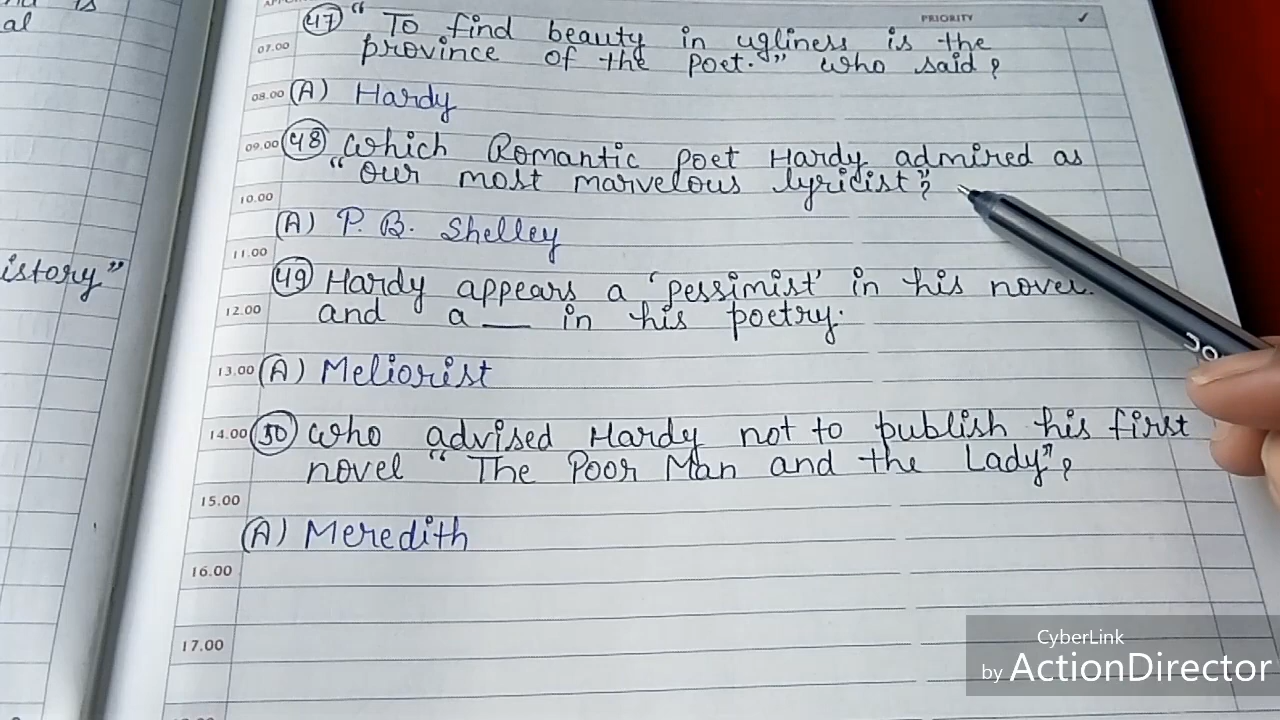 al
istory"
PRIORITY ✓
07.00
08.00
09.00
10.00
11.00
12.00
13.00
14.00
15.00
16.00
17.00
47 "To find beauty in ugliness is the
province of the poet." who said?
(A) Hardy
48 Which Romantic poet Hardy admired as
"Our most marvelous lyricist"?
(A) P. B. Shelley
49 Hardy appears a 'pessimist' in his novel
and a __ in his poetry.
(A) Meliorist
50 Who advised Hardy not to publish his first
novel "The Poor Man and the Lady"?
(A) Meredith
CyberLink
by ActionDirector